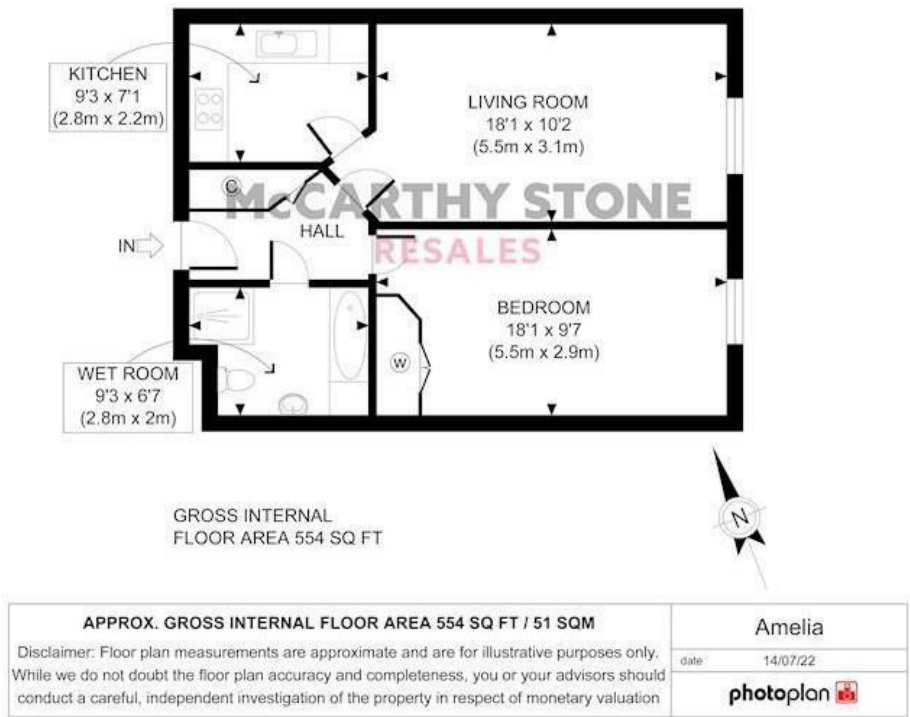 KITCHEN
9'3 x 7'1
(2.8m x 2.2m)
LIVING ROOM
18'1 x 10'2
(5.5m x 3.1m)
C
McCARTHY STONE
RESALES
HALL
IN
BEDROOM
18'1 x 9'7
(5.5m x 2.9m)
W
WET ROOM
9'3 x 6'7
(2.8m x 2m)
N
GROSS INTERNAL
FLOOR AREA 554 SQ FT
APPROX. GROSS INTERNAL FLOOR AREA 554 SQ FT / 51 SQM
Disclaimer: Floor plan measurements are approximate and are for illustrative purposes only.
While we do not doubt the floor plan accuracy and completeness, you or your advisors should
conduct a careful, independent investigation of the property in respect of monetary valuation
Amelia
date 14/07/22
photoplan